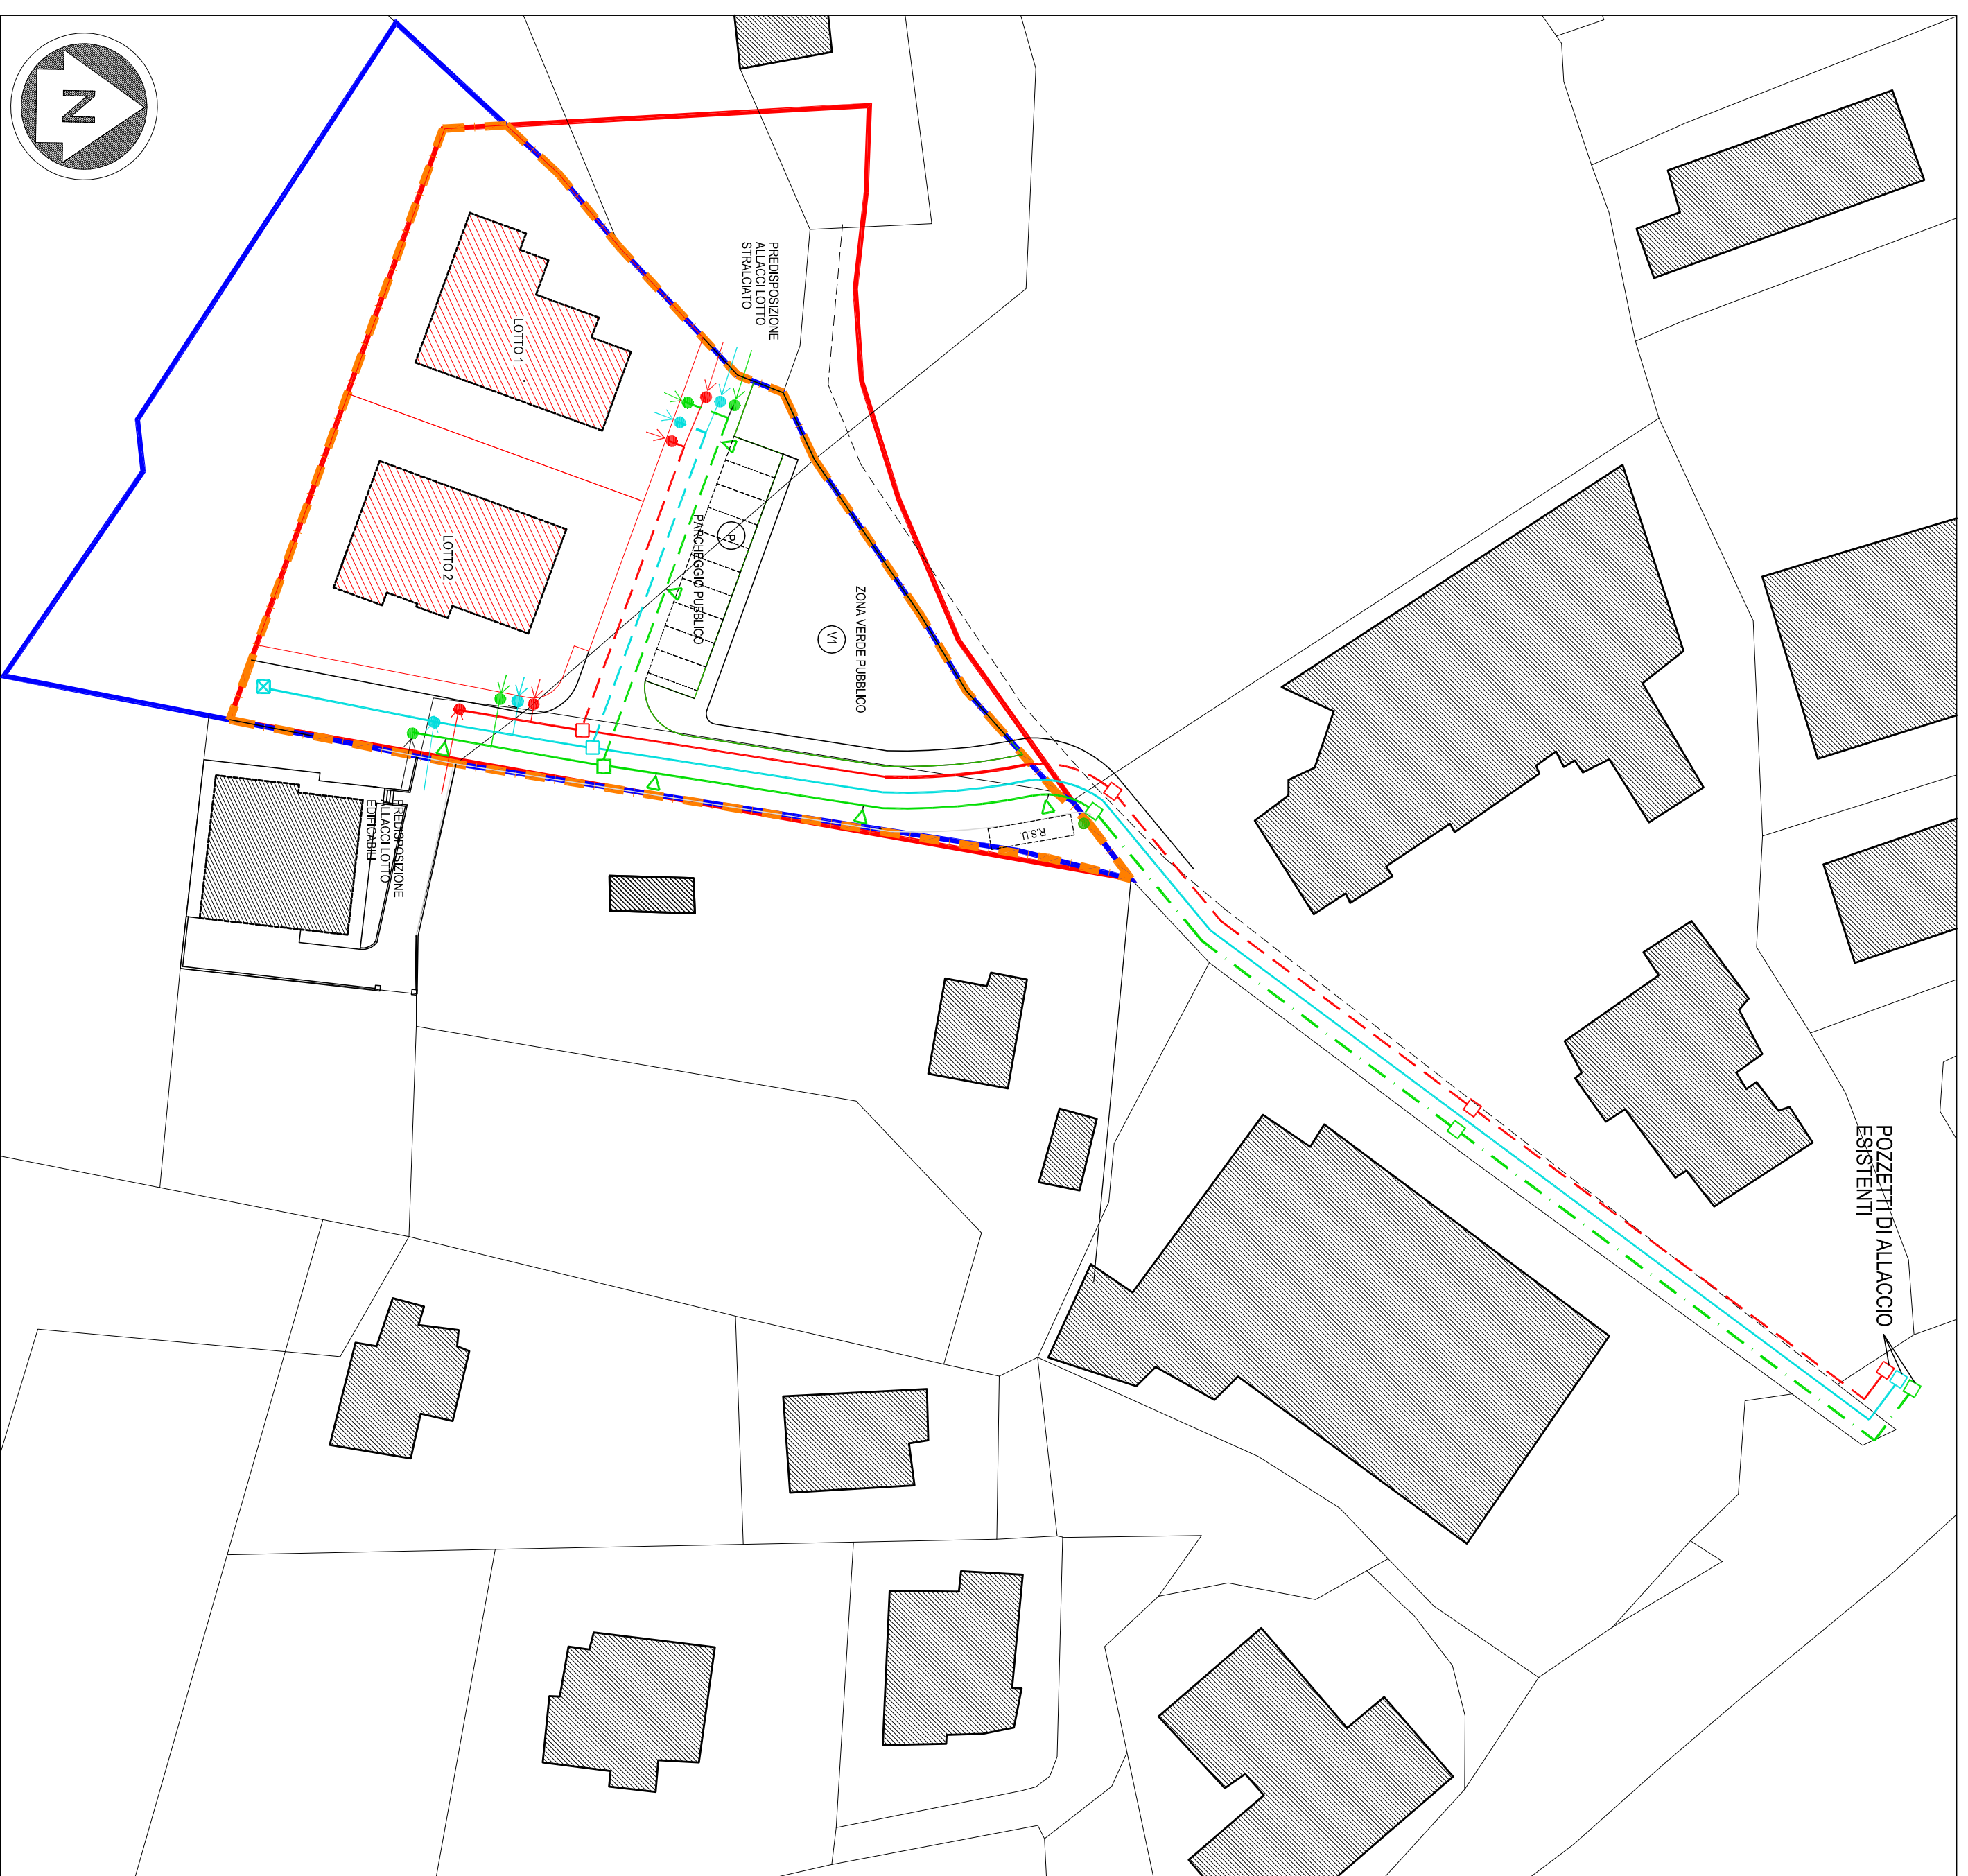 N
PREDISPOSIZIONE
ALLACCI LOTTO
STRALCIATO
LOTTO 1
LOTTO 2
P
PARCHEGGIO PUBBLICO
ZONA VERDE PUBBLICO
V1
R.S.U.
PREDISPOSIZIONE
ALLACCI LOTTO
EDIFICABILI
POZZETTI DI ALLACCIO
ESISTENTI